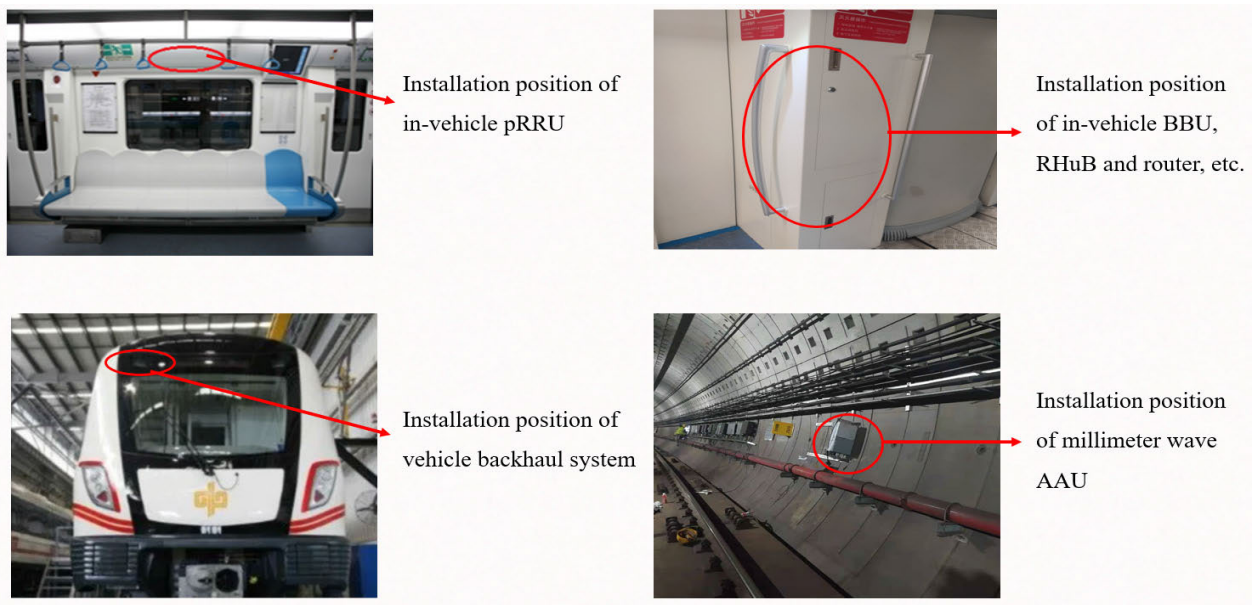 Installation position of
in-vehicle pRRU
Installation position
of in-vehicle BBU,
RHuB and router, etc.
Installation position of
vehicle backhaul system
Installation position
of millimeter wave
AAU